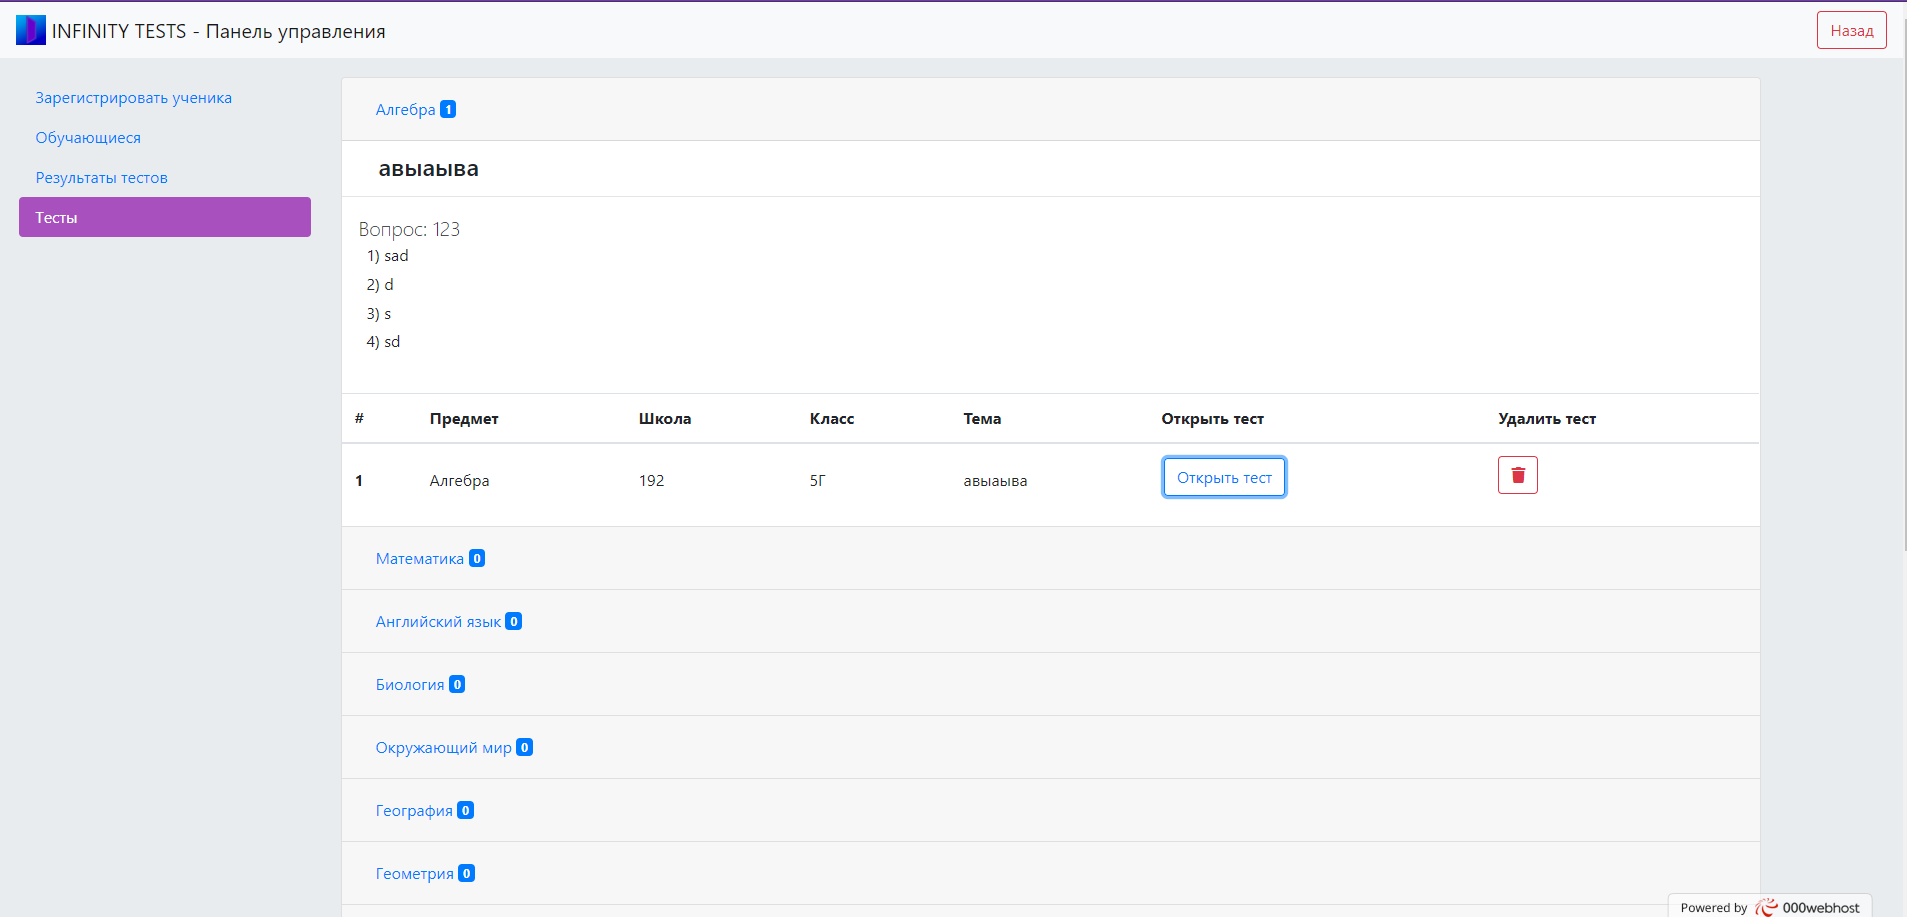 INFINITY TESTS - Панель управления
Назад
Зарегистрировать ученика
Обучающиеся
Результаты тестов
Тесты
Алгебра 1
авыаыва
Вопрос: 123
1) sad
2) d
3) s
4) sd
# Предмет Школа Класс Тема Открыть тест Удалить тест
1 Алгебра 192 5Г авыаыва Открыть тест
Математика 0
Английский язык 0
Биология 0
Окружающий мир 0
География 0
Геометрия 0
Powered by 000webhost